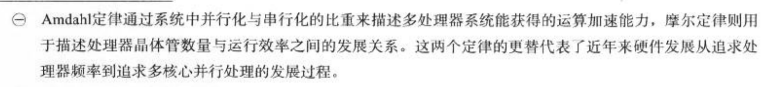 ㊀ Amdahl定律通过系统中并行化与串行化的比重来描述多处理器系统能获得的运算加速能力，摩尔定律则用
于描述处理器晶体管数量与运行效率之间的发展关系。这两个定律的更替代表了近年来硬件发展从追求处
理器频率到追求多核心并行处理的发展过程。